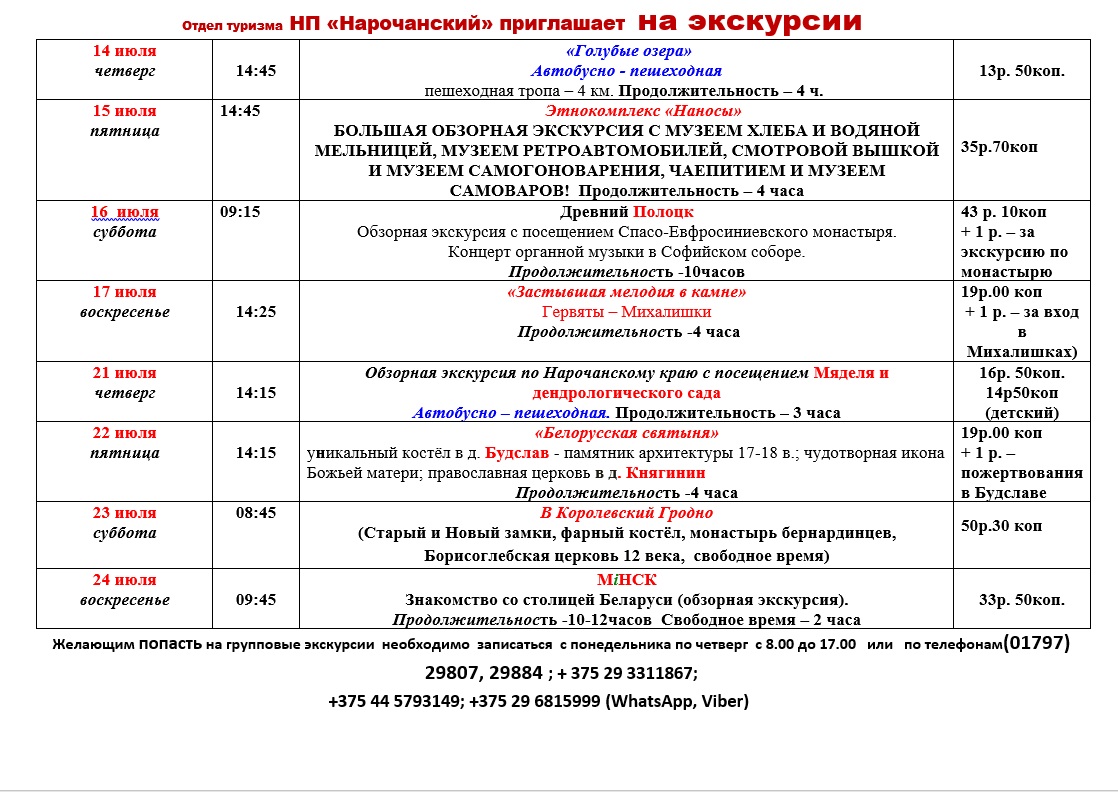 Отдел туризма НП «Нарочанский» приглашает на экскурсии
14 июля
четверг
14:45
«Голубые озера»
Автобусно - пешеходная
пешеходная тропа – 4 км. Продолжительность – 4 ч.
13р. 50коп.
15 июля
пятница
14:45
Этнокомплекс «Наносы»
БОЛЬШАЯ ОБЗОРНАЯ ЭКСКУРСИЯ С МУЗЕЕМ ХЛЕБА И ВОДЯНОЙ
МЕЛЬНИЦЕЙ, МУЗЕЕМ РЕТРОАВТОМОБИЛЕЙ, СМОТРОВОЙ ВЫШКОЙ
И МУЗЕЕМ САМОГОНОВАРЕНИЯ, ЧАЕПИТИЕМ И МУЗЕЕМ
САМОВАРОВ! Продолжительность – 4 часа
35р.70коп
16 июля
суббота
09:15
Древний Полоцк
Обзорная экскурсия с посещением Спасо-Евфросиниевского монастыря.
Концерт органной музыки в Софийском соборе.
Продолжительность -10часов
43 р. 10коп
+ 1 р. – за
экскурсию по
монастырю
17 июля
воскресенье
14:25
«Застывшая мелодия в камне»
Гервяты – Михалишки
Продолжительность -4 часа
19р.00 коп
+ 1 р. – за вход
в
Михалишках)
21 июля
четверг
14:15
Обзорная экскурсия по Нарочанскому краю с посещением Мяделя и
дендрологического сада
Автобусно – пешеходная. Продолжительность – 3 часа
16р. 50коп.
14р50коп
(детский)
22 июля
пятница
14:15
«Белорусская святыня»
уникальный костёл в д. Будслав - памятник архитектуры 17-18 в.; чудотворная икона
Божьей матери; православная церковь в д. Княгинин
Продолжительность -4 часа
19р.00 коп
+ 1 р. –
пожертвования
в Будславе
23 июля
суббота
08:45
В Королевский Гродно
(Старый и Новый замки, фарный костёл, монастырь бернардинцев,
Борисоглебская церковь 12 века, свободное время)
50р.30 коп
24 июля
воскресенье
09:45
МiНСК
Знакомство со столицей Беларуси (обзорная экскурсия).
Продолжительность -10-12часов Свободное время – 2 часа
33р. 50коп.
Желающим попасть на групповые экскурсии необходимо записаться с понедельника по четверг с 8.00 до 17.00 или по телефонам(01797)
29807, 29884 ; + 375 29 3311867;
+375 44 5793149; +375 29 6815999 (WhatsApp, Viber)